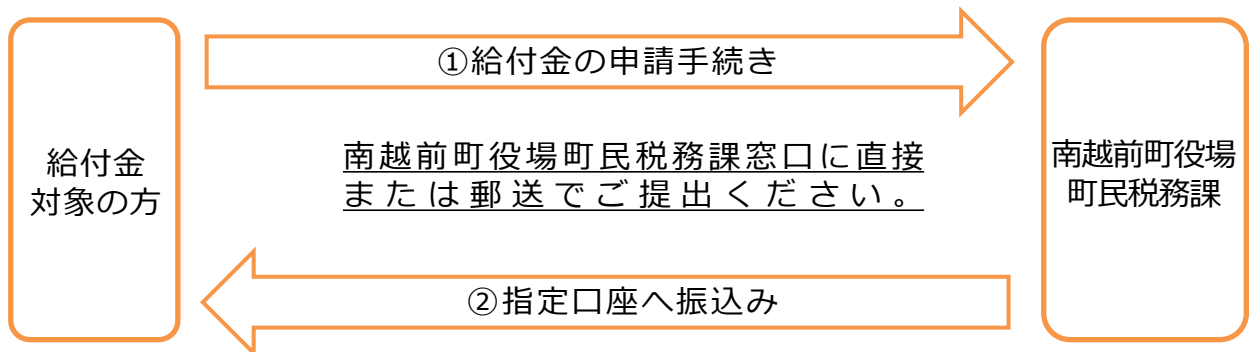 ①給付金の申請手続き
給付金
対象の方
南越前町役場町民税務課窓口に直接
または郵送でご提出ください。
南越前町役場
町民税務課
②指定口座へ振込み